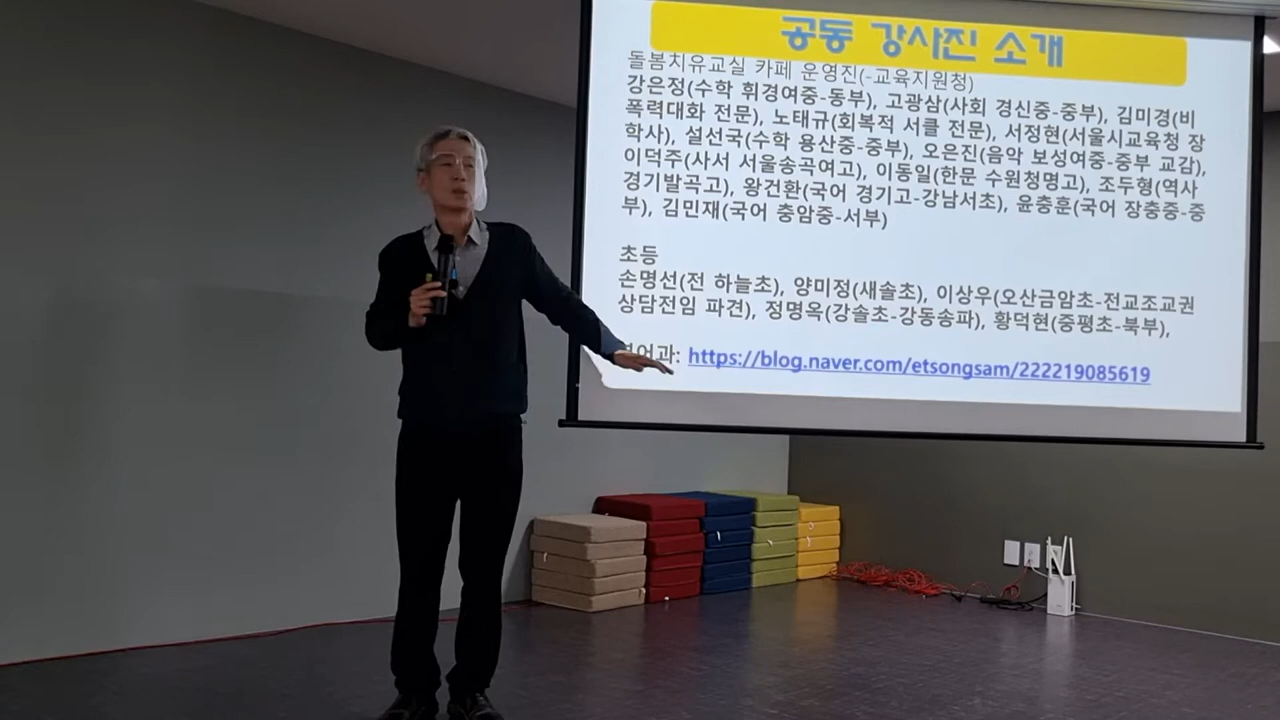 공동 강사진 소개
돌봄치유교실 카페 운영진(-교육지원청)
강은정(수학 휘경여중-동부), 고광삼(사회 경신중-중부), 김미경(비
폭력대화 전문), 노태규(회복적 서클 전문), 서정현(서울시교육청 장
학사), 설선국(수학 용산중-중부), 오은진(음악 보성여중-중부 교감),
이덕주(사서 서울송곡여고), 이동일(한문 수원청명고), 조두형(역사
경기발곡고), 왕건환(국어 경기고-강남서초), 윤충훈(국어 장충중-중
부), 김민재(국어 충암중-서부)
초등
손명선(전 하늘초), 양미정(새솔초), 이상우(오산금암초-전교조교권
상담전임 파견), 정명옥(강솔초-강동송파), 황덕현(중평초-북부),
https://blog.naver.com/etsongsam/222219085619